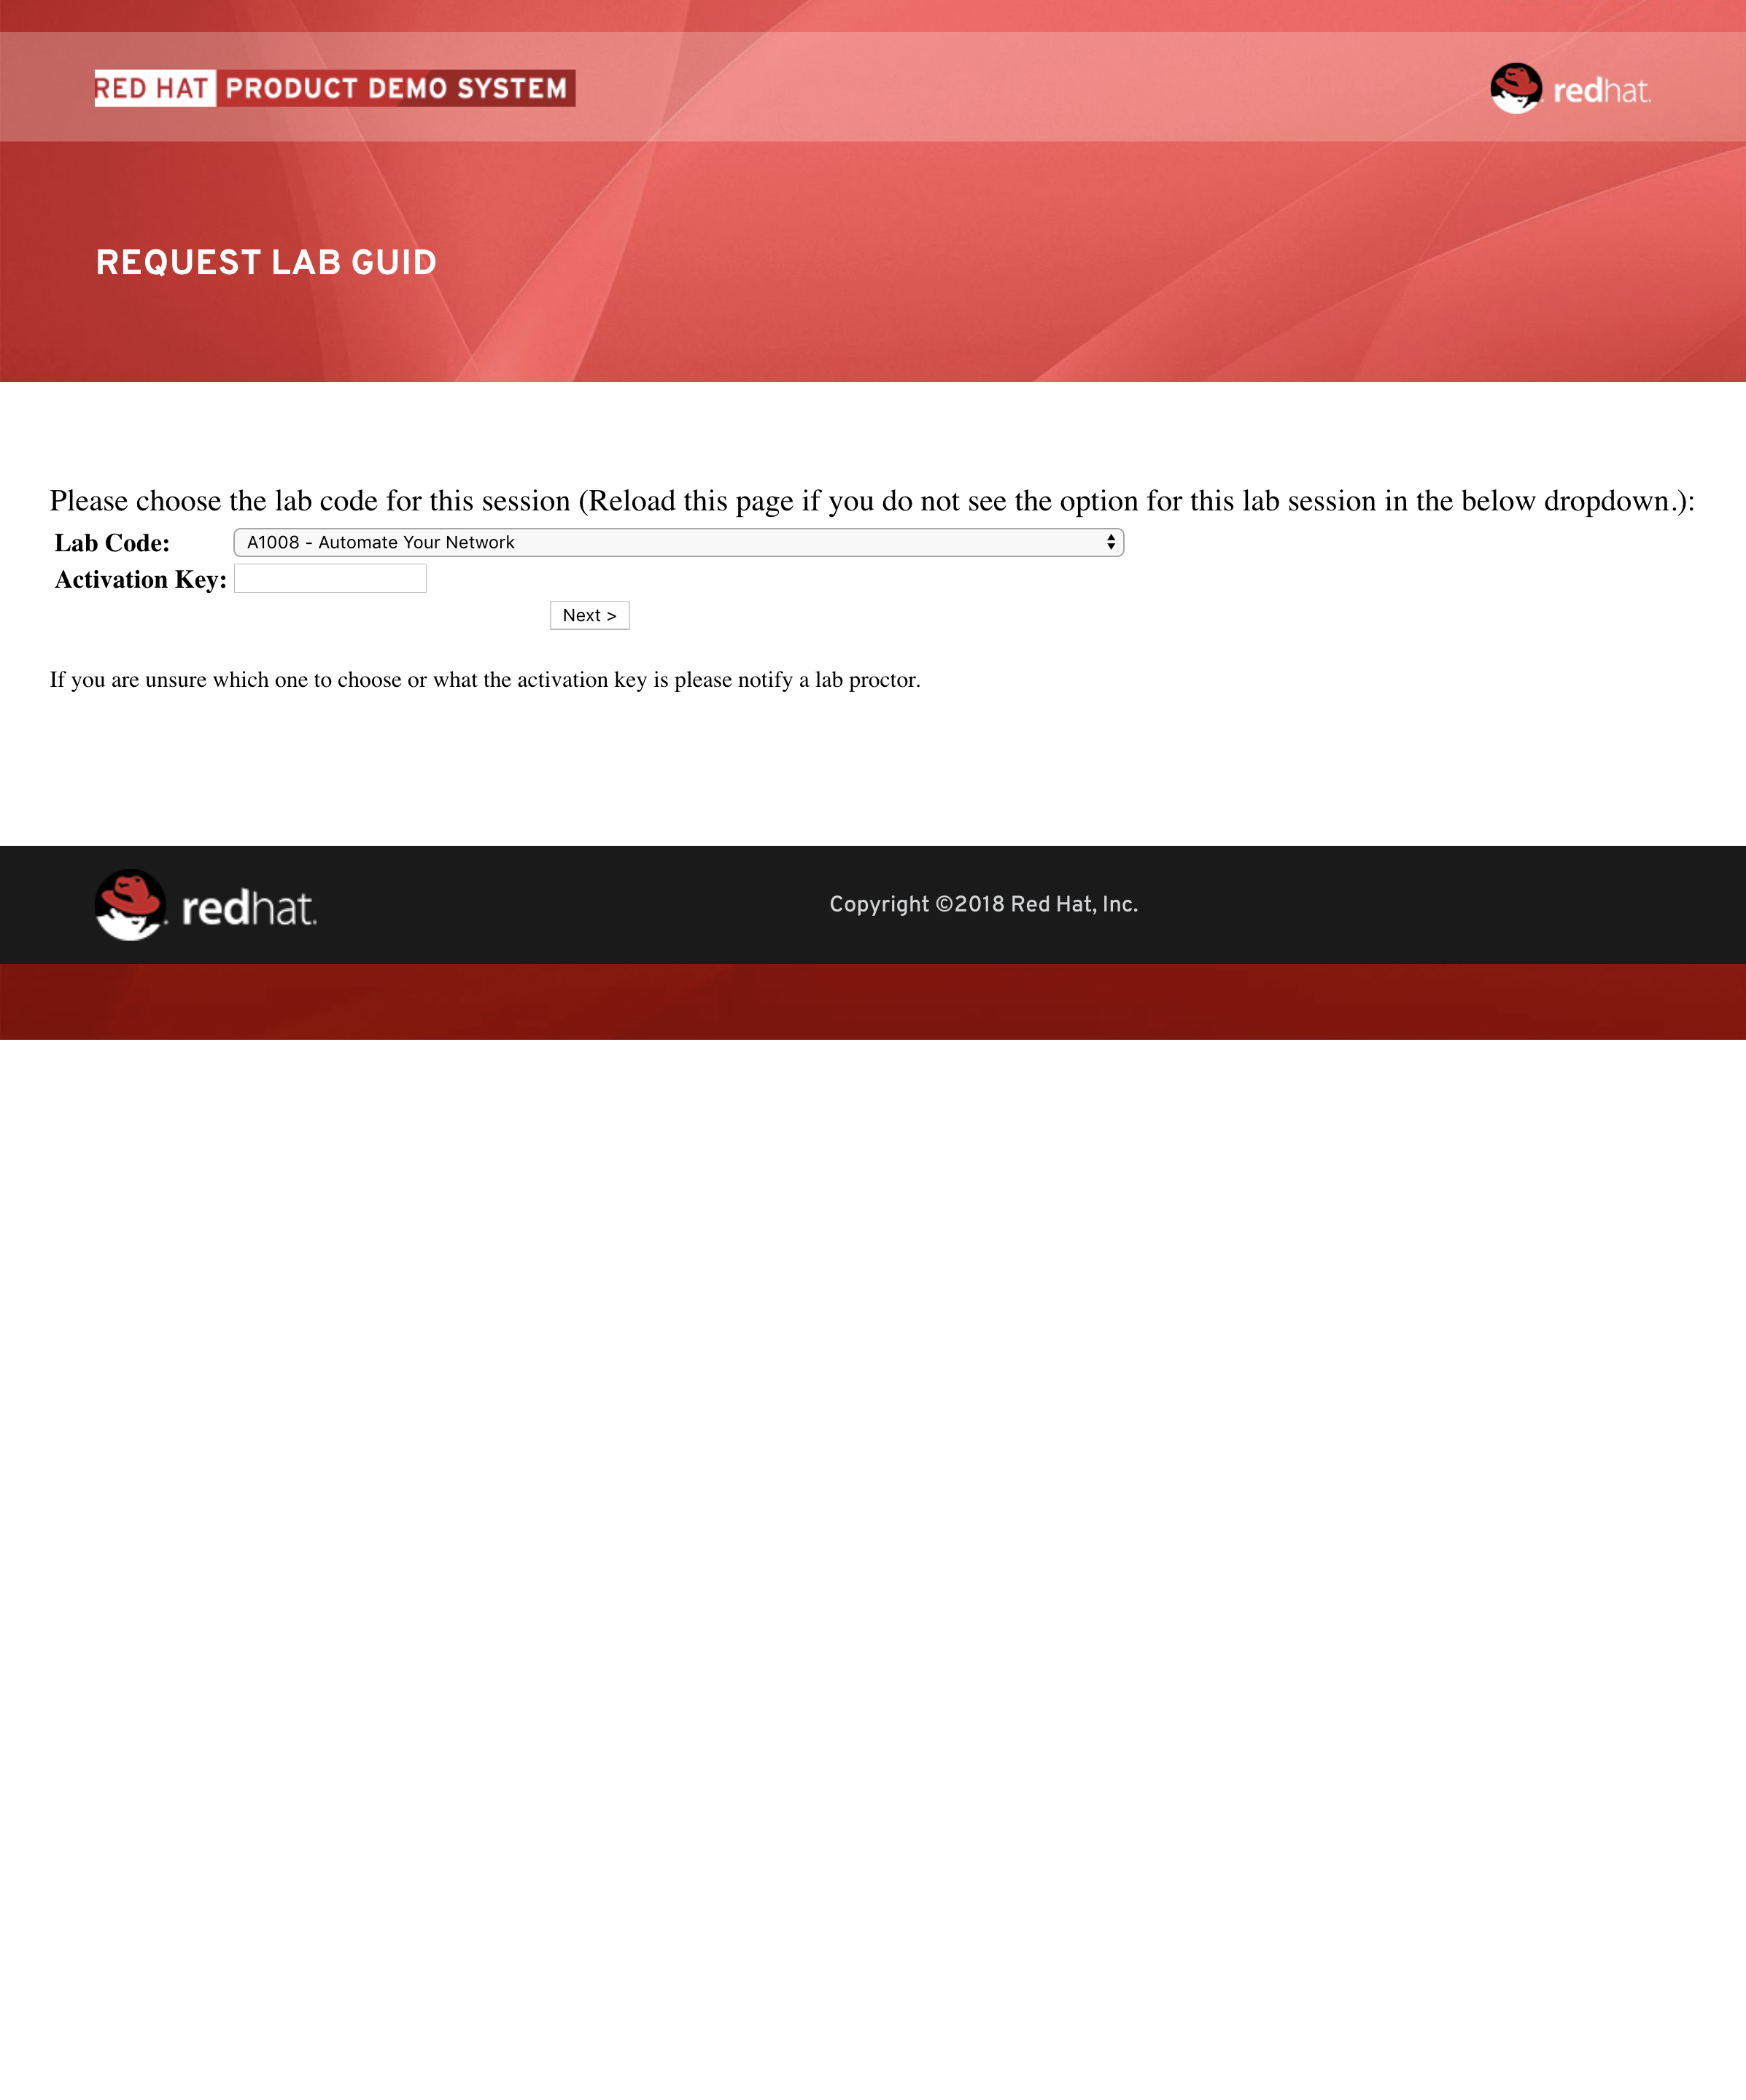 RED HAT PRODUCT DEMO SYSTEM
redhat.
REQUEST LAB GUID
Please choose the lab code for this session (Reload this page if you do not see the option for this lab session in the below dropdown.):
Lab Code: A1008 - Automate Your Network
Activation Key:
Next >
If you are unsure which one to choose or what the activation key is please notify a lab proctor.
redhat. Copyright ©2018 Red Hat, Inc.